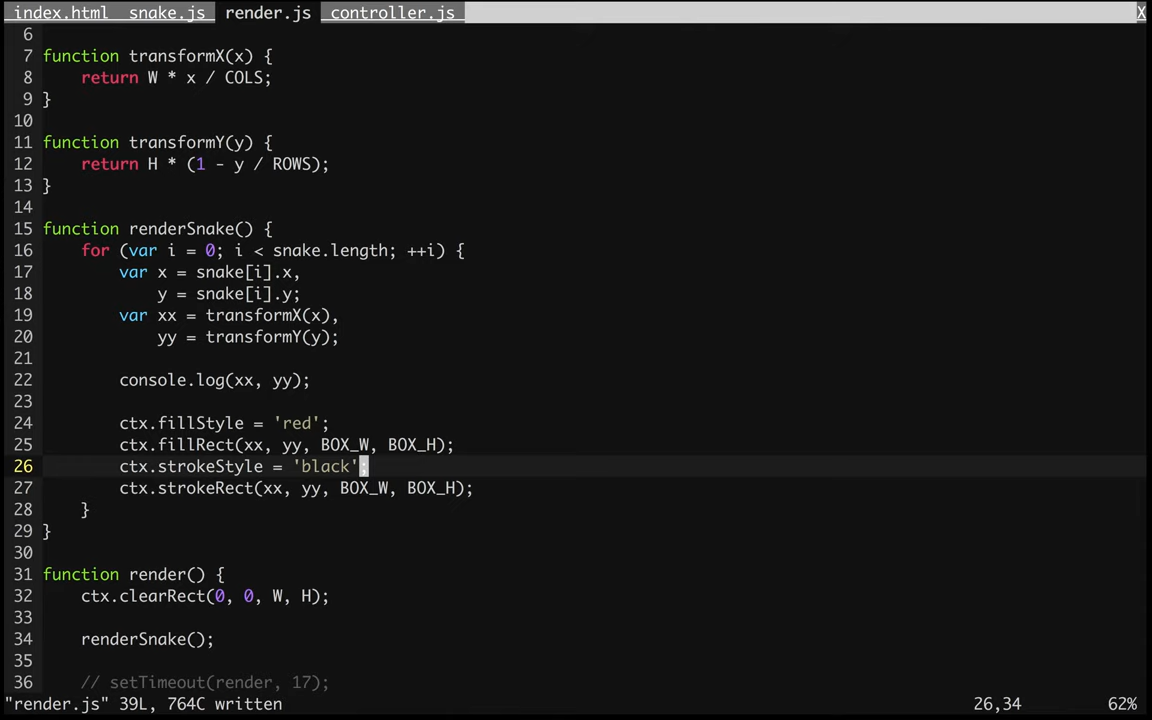 index.html  snake.js  render.js  controller.js  X
6
7 function transformX(x) {
8     return W * x / COLS;
9 }
10
11 function transformY(y) {
12     return H * (1 - y / ROWS);
13 }
14
15 function renderSnake() {
16     for (var i = 0; i < snake.length; ++i) {
17         var x = snake[i].x,
18             y = snake[i].y;
19         var xx = transformX(x),
20             yy = transformY(y);
21
22         console.log(xx, yy);
23
24         ctx.fillStyle = 'red';
25         ctx.fillRect(xx, yy, BOX_W, BOX_H);
26         ctx.strokeStyle = 'black';
27         ctx.strokeRect(xx, yy, BOX_W, BOX_H);
28     }
29 }
30
31 function render() {
32     ctx.clearRect(0, 0, W, H);
33
34     renderSnake();
35
36     // setTimeout(render, 17);
"render.js" 39L, 764C written  26,34  62%